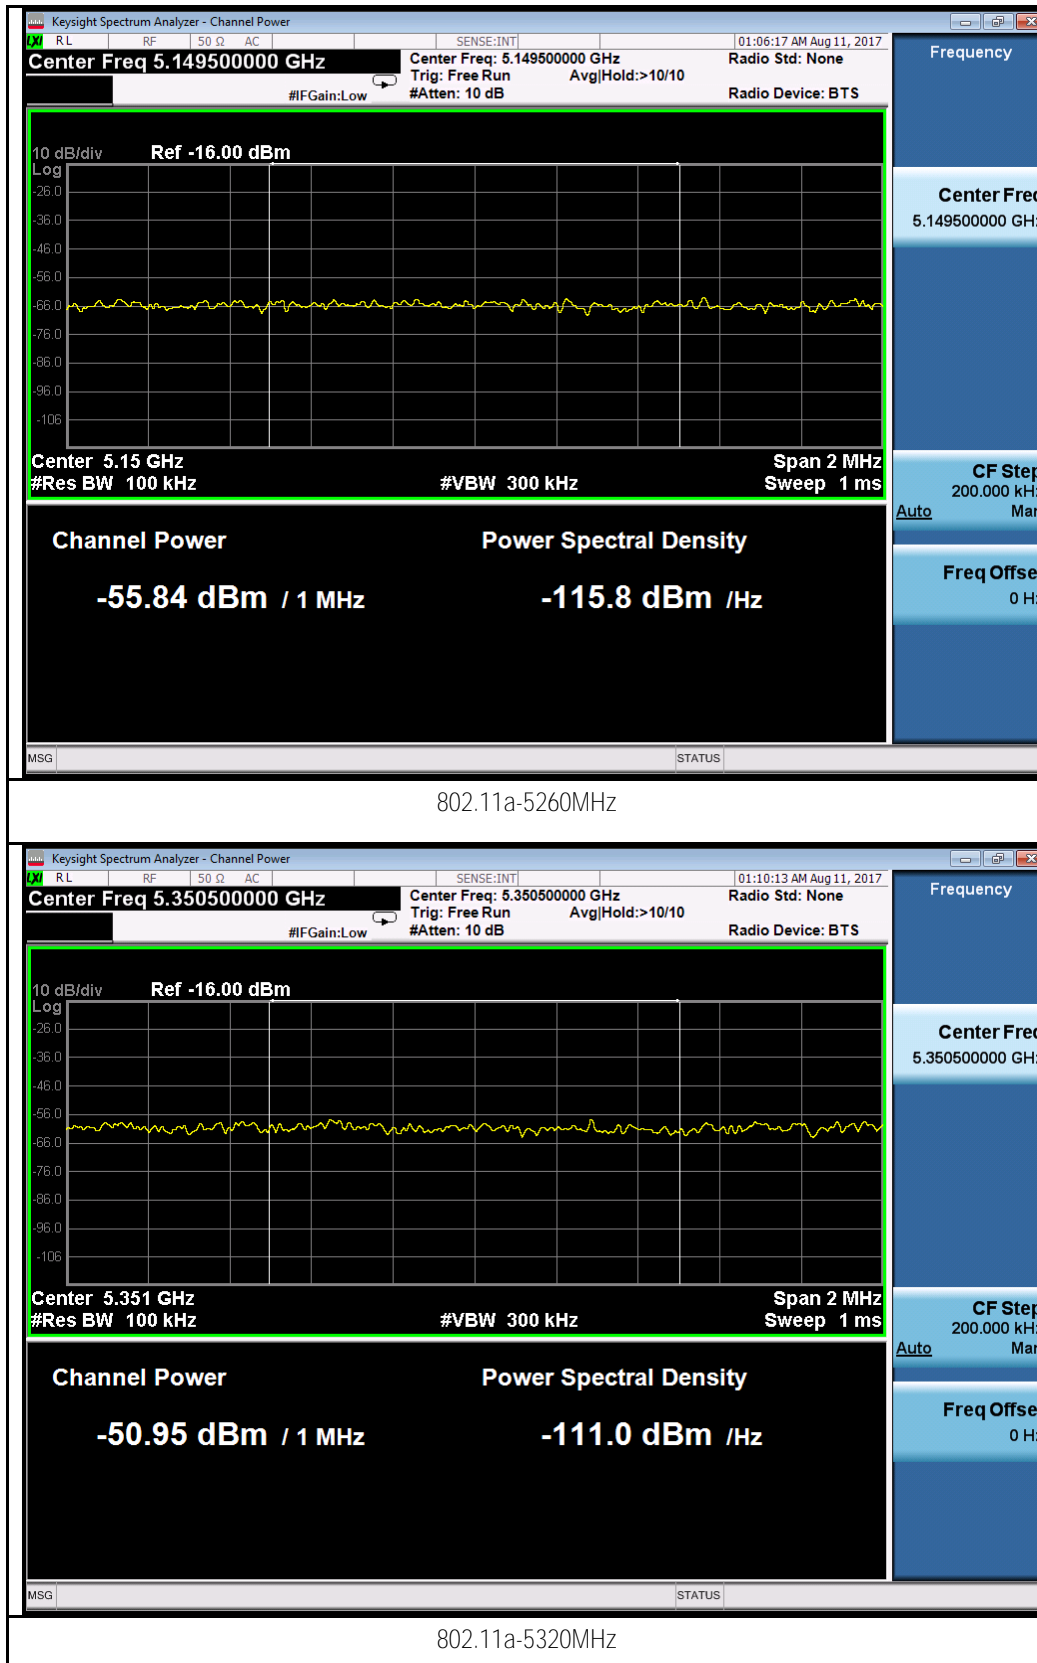 Keysight Spectrum Analyzer - Channel Power
LXI RL RF 50 Ω AC SENSE:INT 01:06:17 AM Aug 11, 2017
Center Freq 5.149500000 GHz
Center Freq: 5.149500000 GHz Radio Std: None
Trig: Free Run Avg|Hold:>10/10
#IFGain:Low #Atten: 10 dB Radio Device: BTS
Frequency
10 dB/div Ref -16.00 dBm
Log
-26.0
-36.0
-46.0
-56.0
-66.0
-76.0
-86.0
-96.0
-106
Center 5.15 GHz Span 2 MHz
#Res BW 100 kHz #VBW 300 kHz Sweep 1 ms
Center Freq
5.149500000 GHz
CF Step
200.000 kHz
Auto Man
Freq Offse
0 Hz
Channel Power Power Spectral Density
-55.84 dBm / 1 MHz -115.8 dBm /Hz
MSG STATUS
802.11a-5260MHz
Keysight Spectrum Analyzer - Channel Power
LXI RL RF 50 Ω AC SENSE:INT 01:10:13 AM Aug 11, 2017
Center Freq 5.350500000 GHz
Center Freq: 5.350500000 GHz Radio Std: None
Trig: Free Run Avg|Hold:>10/10
#IFGain:Low #Atten: 10 dB Radio Device: BTS
Frequency
10 dB/div Ref -16.00 dBm
Log
-26.0
-36.0
-46.0
-56.0
-66.0
-76.0
-86.0
-96.0
-106
Center 5.351 GHz Span 2 MHz
#Res BW 100 kHz #VBW 300 kHz Sweep 1 ms
Center Freq
5.350500000 GHz
CF Step
200.000 kHz
Auto Man
Freq Offse
0 Hz
Channel Power Power Spectral Density
-50.95 dBm / 1 MHz -111.0 dBm /Hz
MSG STATUS
802.11a-5320MHz